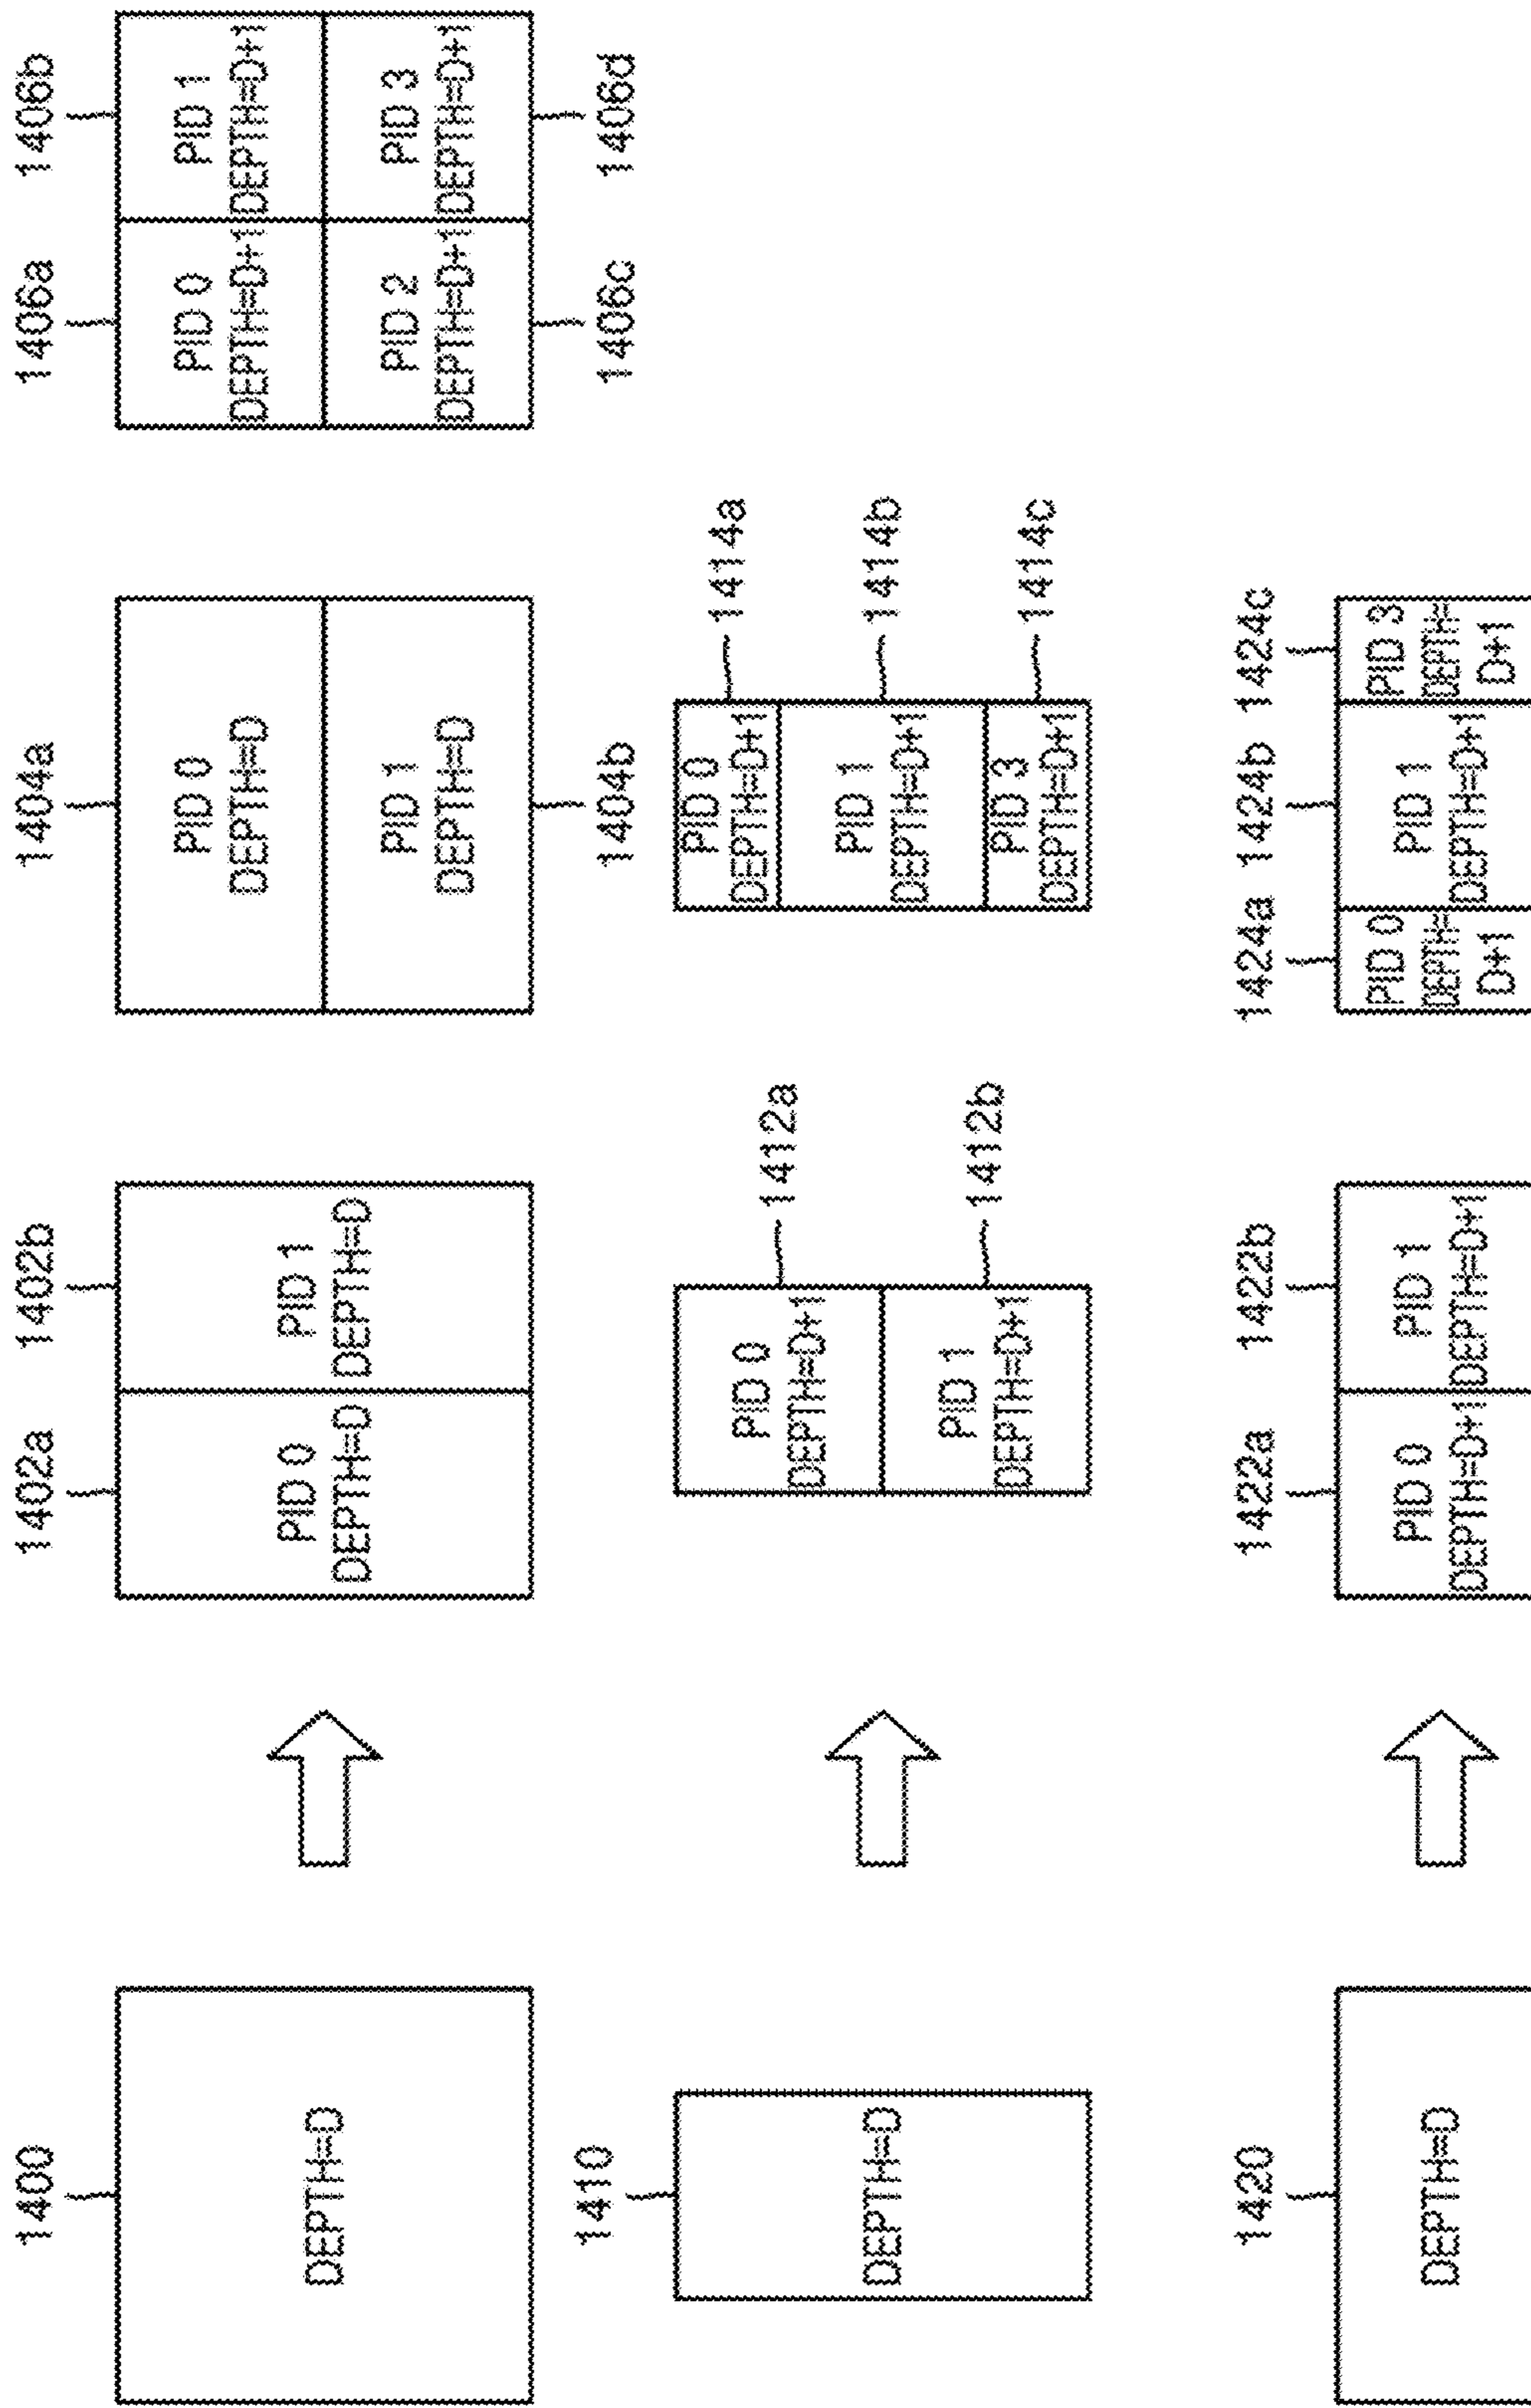 1400
DEPTH=D
1402a
1402b
PID 0
DEPTH=D
PID 1
DEPTH=D
1404a
PID 0
DEPTH=D
PID 1
DEPTH=D
1404b
1406a
1406b
PID 0
DEPTH=D+1
PID 1
DEPTH=D+1
PID 2
DEPTH=D+1
PID 3
DEPTH=D+1
1406c
1406d
1410
DEPTH=D
PID 0
DEPTH=D+1
1412a
PID 1
DEPTH=D+1
1412b
PID 0
DEPTH=D+1
1414a
PID 1
DEPTH=D+1
1414b
PID 3
DEPTH=D+1
1414c
1420
DEPTH=D
1422a
1422b
PID 0
DEPTH=D+1
PID 1
DEPTH=D+1
1424a
1424b
1424c
PID 0
DEPTH=
D+1
PID 1
DEPTH=D+1
PID 3
DEPTH=
D+1